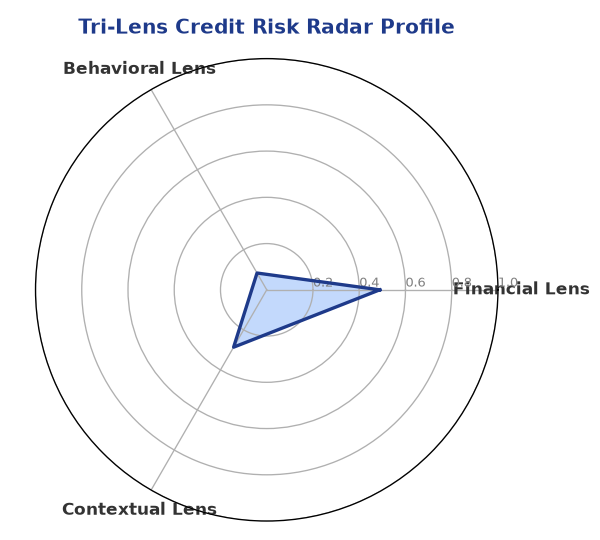 Tri-Lens Credit Risk Radar Profile
Behavioral Lens
0.2 0.4 0.6 0.8 1.0
Financial Lens
Contextual Lens